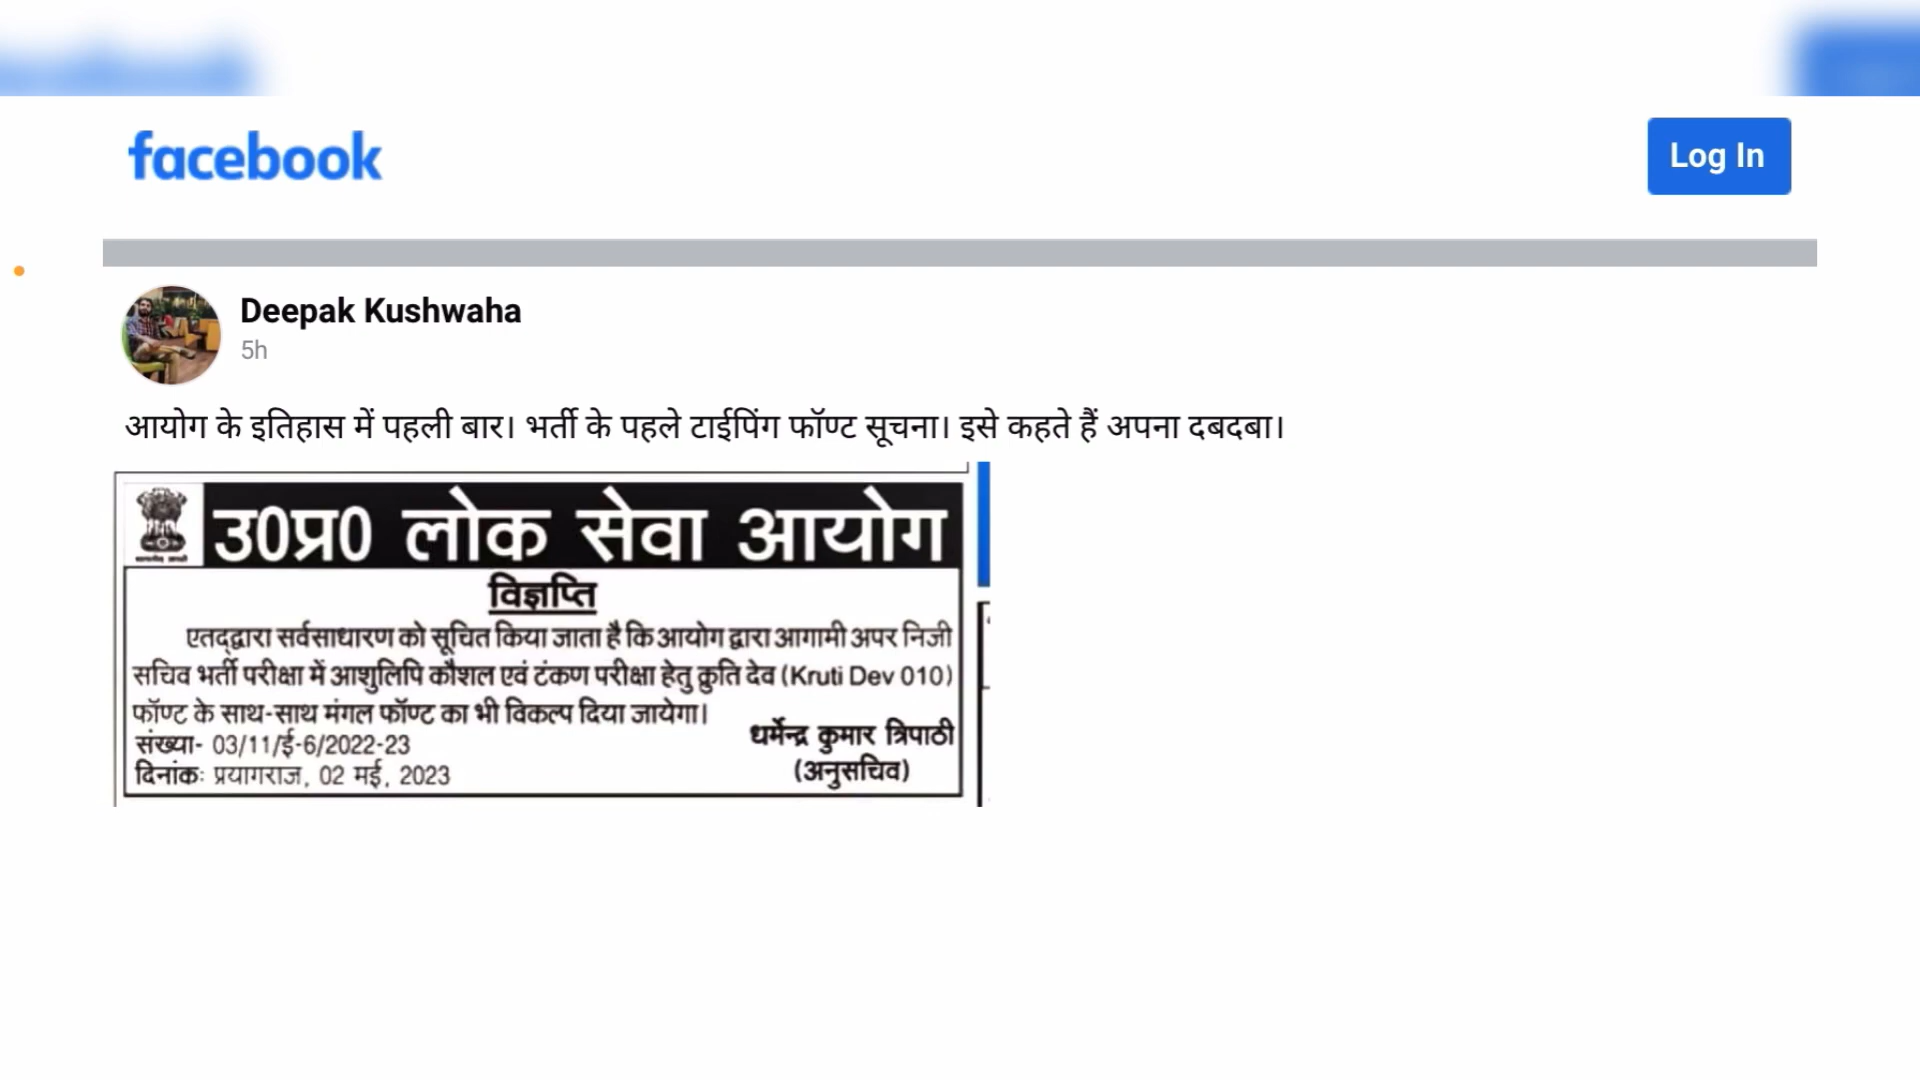 facebook
Log In
Deepak Kushwaha
5h
आयोग के इतिहास में पहली बार। भर्ती के पहले टाईपिंग फॉण्ट सूचना। इसे कहते हैं अपना दबदबा।
उ0प्र0 लोक सेवा आयोग
विज्ञप्ति
एतद्द्वारा सर्वसाधारण को सूचित किया जाता है कि आयोग द्वारा आगामी अपर निजी
सचिव भर्ती परीक्षा में आशुलिपि कौशल एवं टंकण परीक्षा हेतु क्रुति देव (Kruti Dev 010)
फॉण्ट के साथ-साथ मंगल फॉण्ट का भी विकल्प दिया जायेगा।
संख्या- 03/11/ई-6/2022-23
धर्मेन्द्र कुमार त्रिपाठी
दिनांकः प्रयागराज, 02 मई, 2023
(अनुसचिव)